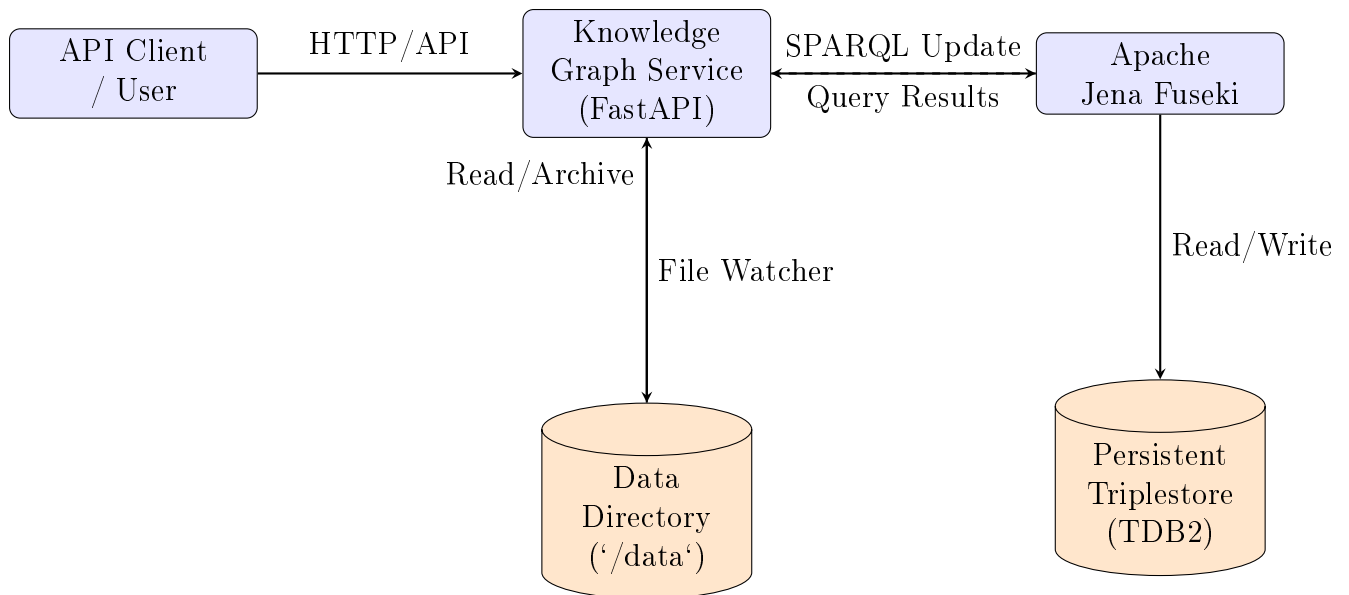 API Client
/ User
HTTP/API
Knowledge
Graph Service
(FastAPI)
SPARQL Update
Query Results
Apache
Jena Fuseki
Read/Archive
File Watcher
Read/Write
Data
Directory
(‘/data‘)
Persistent
Triplestore
(TDB2)